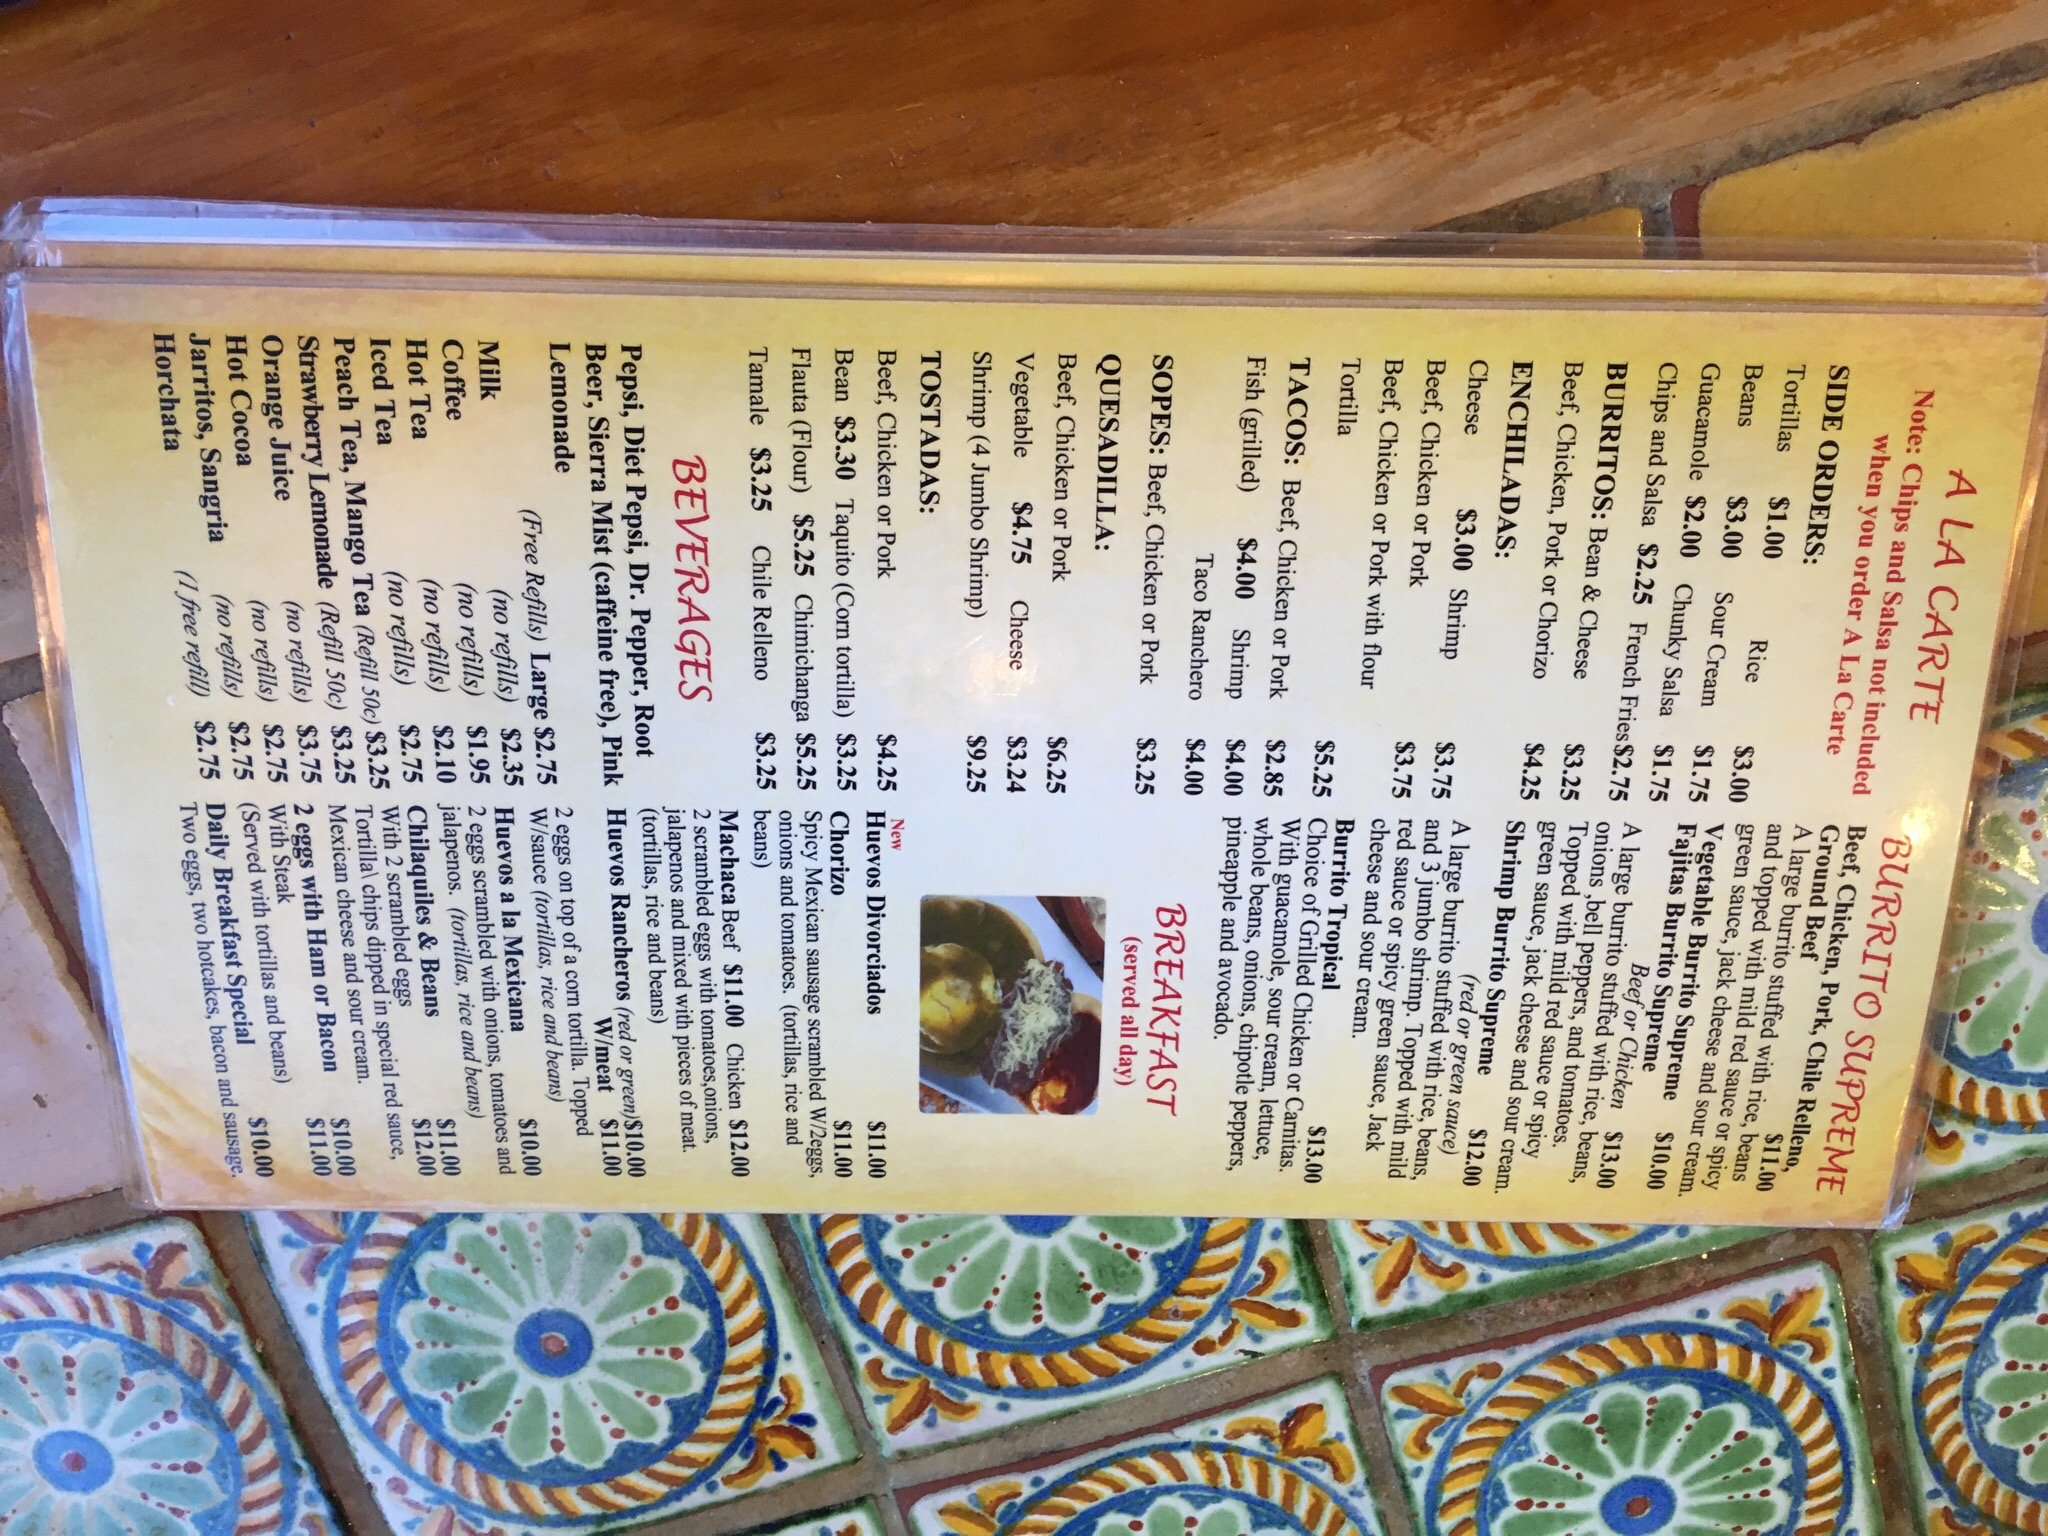 A LA CARTE
Note: Chips and Salsa not included
when you order A La Carte
SIDE ORDERS:
Tortillas $1.00 Rice $3.00
Beans $3.00 Sour Cream $1.75
Guacamole $2.00 Chunky Salsa $1.75
Chips and Salsa $2.25 French Fries $2.75
BURRITOS: Bean & Cheese $3.25
Beef, Chicken, Pork or Chorizo $4.25
ENCHILADAS:
Cheese $3.00 Shrimp $3.75
Beef, Chicken or Pork $3.75
Beef, Chicken or Pork with flour
Tortilla $5.25
TACOS: Beef, Chicken or Pork $2.85
Fish (grilled) $4.00 Shrimp $4.00
Taco Ranchero $4.00
SOPES: Beef, Chicken or Pork $3.25
QUESADILLA:
Beef, Chicken or Pork $6.25
Vegetable $4.75 Cheese $3.24
Shrimp (4 Jumbo Shrimp) $9.25
TOSTADAS:
Beef, Chicken or Pork $4.25
Bean $3.30 Taquito (Corn tortilla) $3.25
Flauta (Flour) $5.25 Chimichanga $5.25
Tamale $3.25 Chile Relleno $3.25
BEVERAGES
Pepsi, Diet Pepsi, Dr. Pepper, Root
Beer, Sierra Mist (caffeine free), Pink
Lemonade
(Free Refills) Large $2.75
Milk (no refills) $2.35
Coffee (no refills) $1.95
Hot Tea (no refills) $2.10
Iced Tea (no refills) $2.75
Peach Tea, Mango Tea (Refill 50c) $3.25
Strawberry Lemonade (Refill 50c) $3.25
Orange Juice (no refills) $3.75
Hot Cocoa (no refills) $2.75
Jarritos, Sangria (no refills) $2.75
Horchata (1 free refill) $2.75
BURRITO SUPREME
Beef, Chicken, Pork, Chile Relleno,
Ground Beef $11.00
A large burrito stuffed with rice, beans
and topped with mild red sauce or spicy
green sauce, jack cheese and sour cream.
Vegetable Burrito Supreme $10.00
Fajitas Burrito Supreme
Beef or Chicken $13.00
A large burrito stuffed with rice, beans,
onions ,bell peppers, and tomatoes.
Topped with mild red sauce or spicy
green sauce, jack cheese and sour cream.
Shrimp Burrito Supreme $12.00
(red or green sauce)
A large burrito stuffed with rice, beans,
and 3 jumbo shrimp. Topped with mild
red sauce or spicy green sauce, Jack
cheese and sour cream.
Burrito Tropical $13.00
Choice of Grilled Chicken or Carnitas.
With guacamole, sour cream, lettuce,
whole beans, onions, chipotle peppers,
pineapple and avocado.
BREAKFAST
(served all day)
New
Huevos Divorciados $11.00
Chorizo $11.00
Spicy Mexican sausage scrambled W/2eggs,
onions and tomatoes. (tortillas, rice and
beans)
Machaca Beef $11.00 Chicken $12.00
2 scrambled eggs with tomatoes,onions,
jalapenos and mixed with pieces of meat.
(tortillas, rice and beans)
Huevos Rancheros (red or green)$10.00
W/meat $11.00
2 eggs on top of a corn tortilla. Topped
W/sauce (tortillas, rice and beans)
Huevos a la Mexicana $10.00
2 eggs scrambled with onions, tomatoes and
jalapenos. (tortillas, rice and beans)
Chilaquiles & Beans $11.00
With 2 scrambled eggs $12.00
Tortilla\ chips dipped in special red sauce,
Mexican cheese and sour cream.
2 eggs with Ham or Bacon $10.00
With Steak $11.00
(Served with tortillas and beans)
Daily Breakfast Special $10.00
Two eggs, two hotcakes, bacon and sausage.